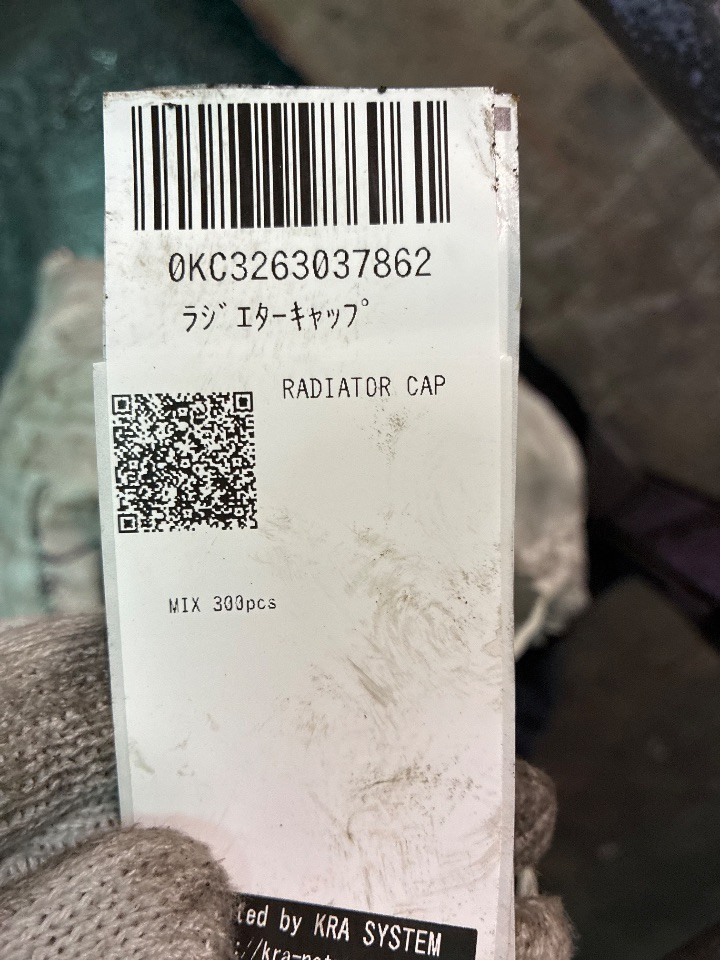 0KC3263037862
ﾗｼﾞｴﾀｰｷｬｯﾌﾟ
RADIATOR CAP
MIX 300pcs
by KRA SYSTEM